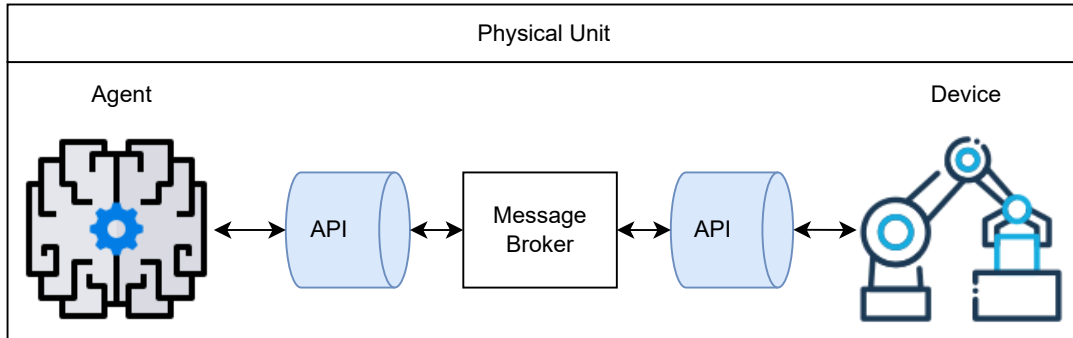 Physical Unit
Agent
Device
API
Message
Broker
API